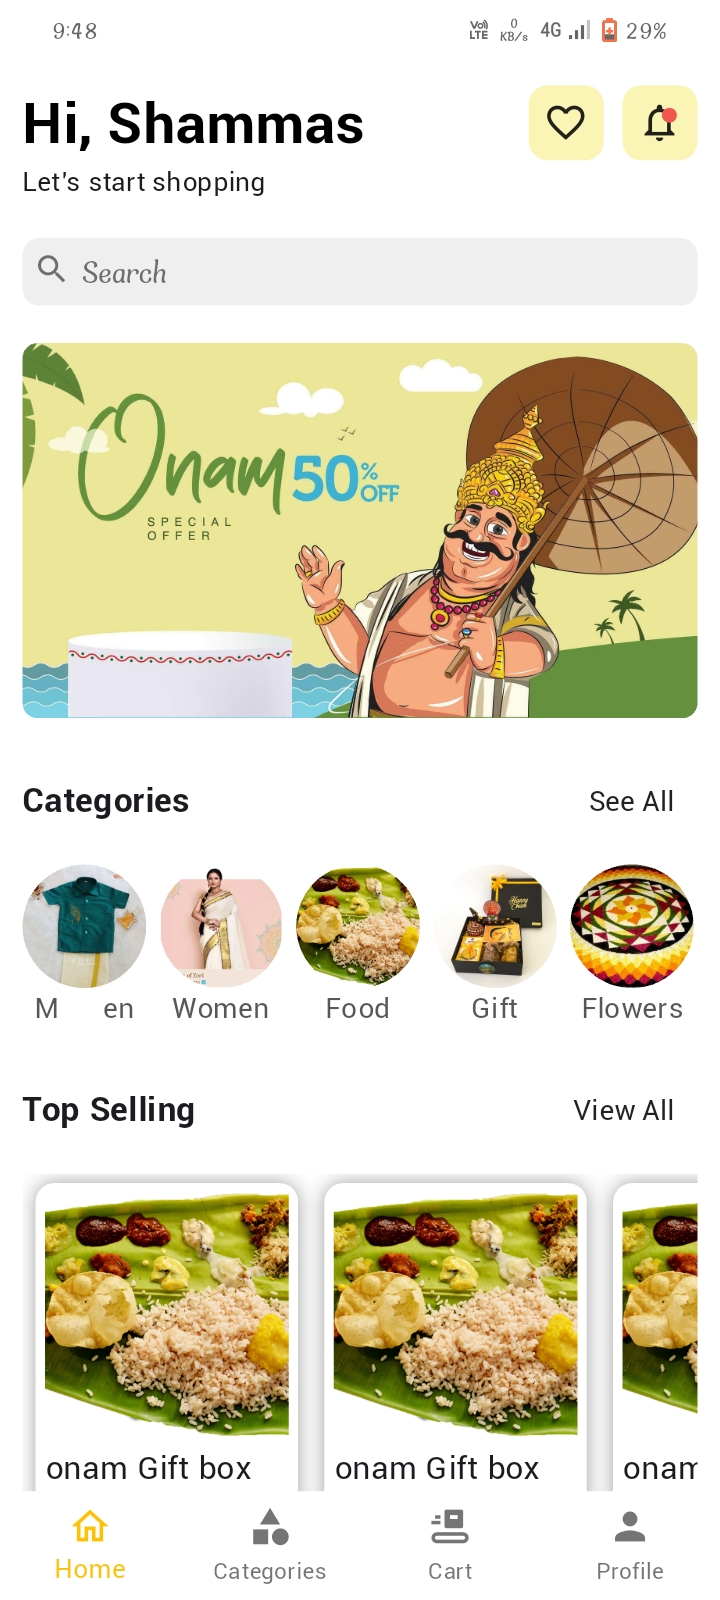 9:48
Vo) LTE 0 KB/s 4G 29%
Hi, Shammas
Let's start shopping
Search
Onam 50% OFF
SPECIAL
OFFER
Categories See All
M en Women Food Gift Flowers
Top Selling View All
onam Gift box onam Gift box onam
Home Categories Cart Profile